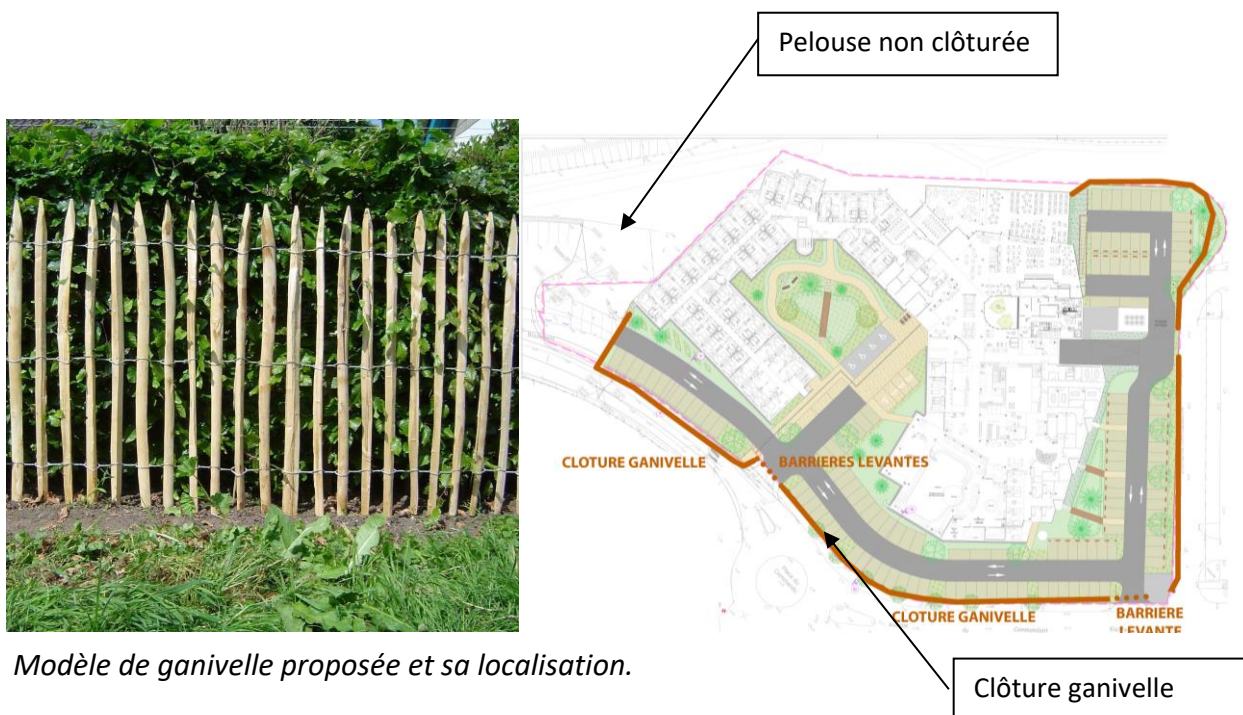 Pelouse non clôturée
CLOTURE GANIVELLE
BARRIERES LEVANTES
CLOTURE GANIVELLE
BARRIERE
LEVANTE
Modèle de ganivelle proposée et sa localisation.
Clôture ganivelle